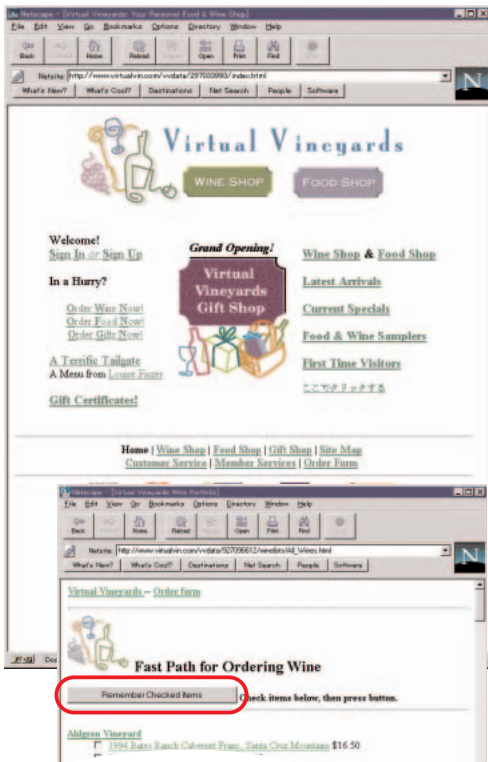 Netscape - [Virtual Vineyards: Your Personal Food & Wine Shop]
File Edit View Go Bookmarks Options Directory Window Help
Back Home Reload Open Print Find
Netsite: http://www.virtualvin.com/vvdata/297033993/index.html
What's New? What's Cool? Destinations Net Search People Software
N
Virtual Vineyards
WINE SHOP FOOD SHOP
Welcome!
Sign In or Sign Up
In a Hurry?
Order Wine Now!
Order Food Now!
Order Gifts Now!
A Terrific Tailgate
A Menu from Louise Fiszer
Gift Certificates!
Grand Opening!
Virtual
Vineyards
Gift Shop
Wine Shop & Food Shop
Latest Arrivals
Current Specials
Food & Wine Samplers
First Time Visitors
ここでクリックする
Home | Wine Shop | Food Shop | Gift Shop | Site Map
Customer Service | Member Services | Order Form
Netscape - [Virtual Vineyards Wine Portfolio]
File Edit View Go Bookmarks Options Directory Window Help
Back Home Reload Open Print Find
Netsite: http://www.virtualvin.com/vvdata/927095612/winelists/All_Wines.html
What's New? What's Cool? Destinations Net Search People Software
N
Virtual Vineyards -- Order form
Fast Path for Ordering Wine
Remember Checked Items Check items below, then press button.
Ahlgren Vineyard
1994 Bates Ranch Cabernet Franc, Santa Cruz Mountains $16.50